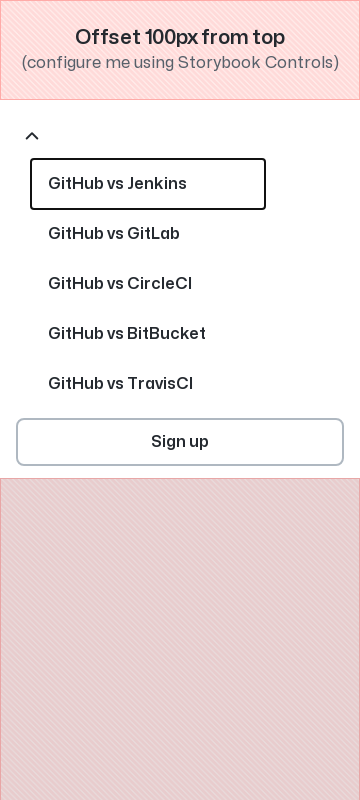 Offset 100px from top
(configure me using Storybook Controls)
GitHub vs Jenkins
GitHub vs GitLab
GitHub vs CircleCI
GitHub vs BitBucket
GitHub vs TravisCI
Sign up